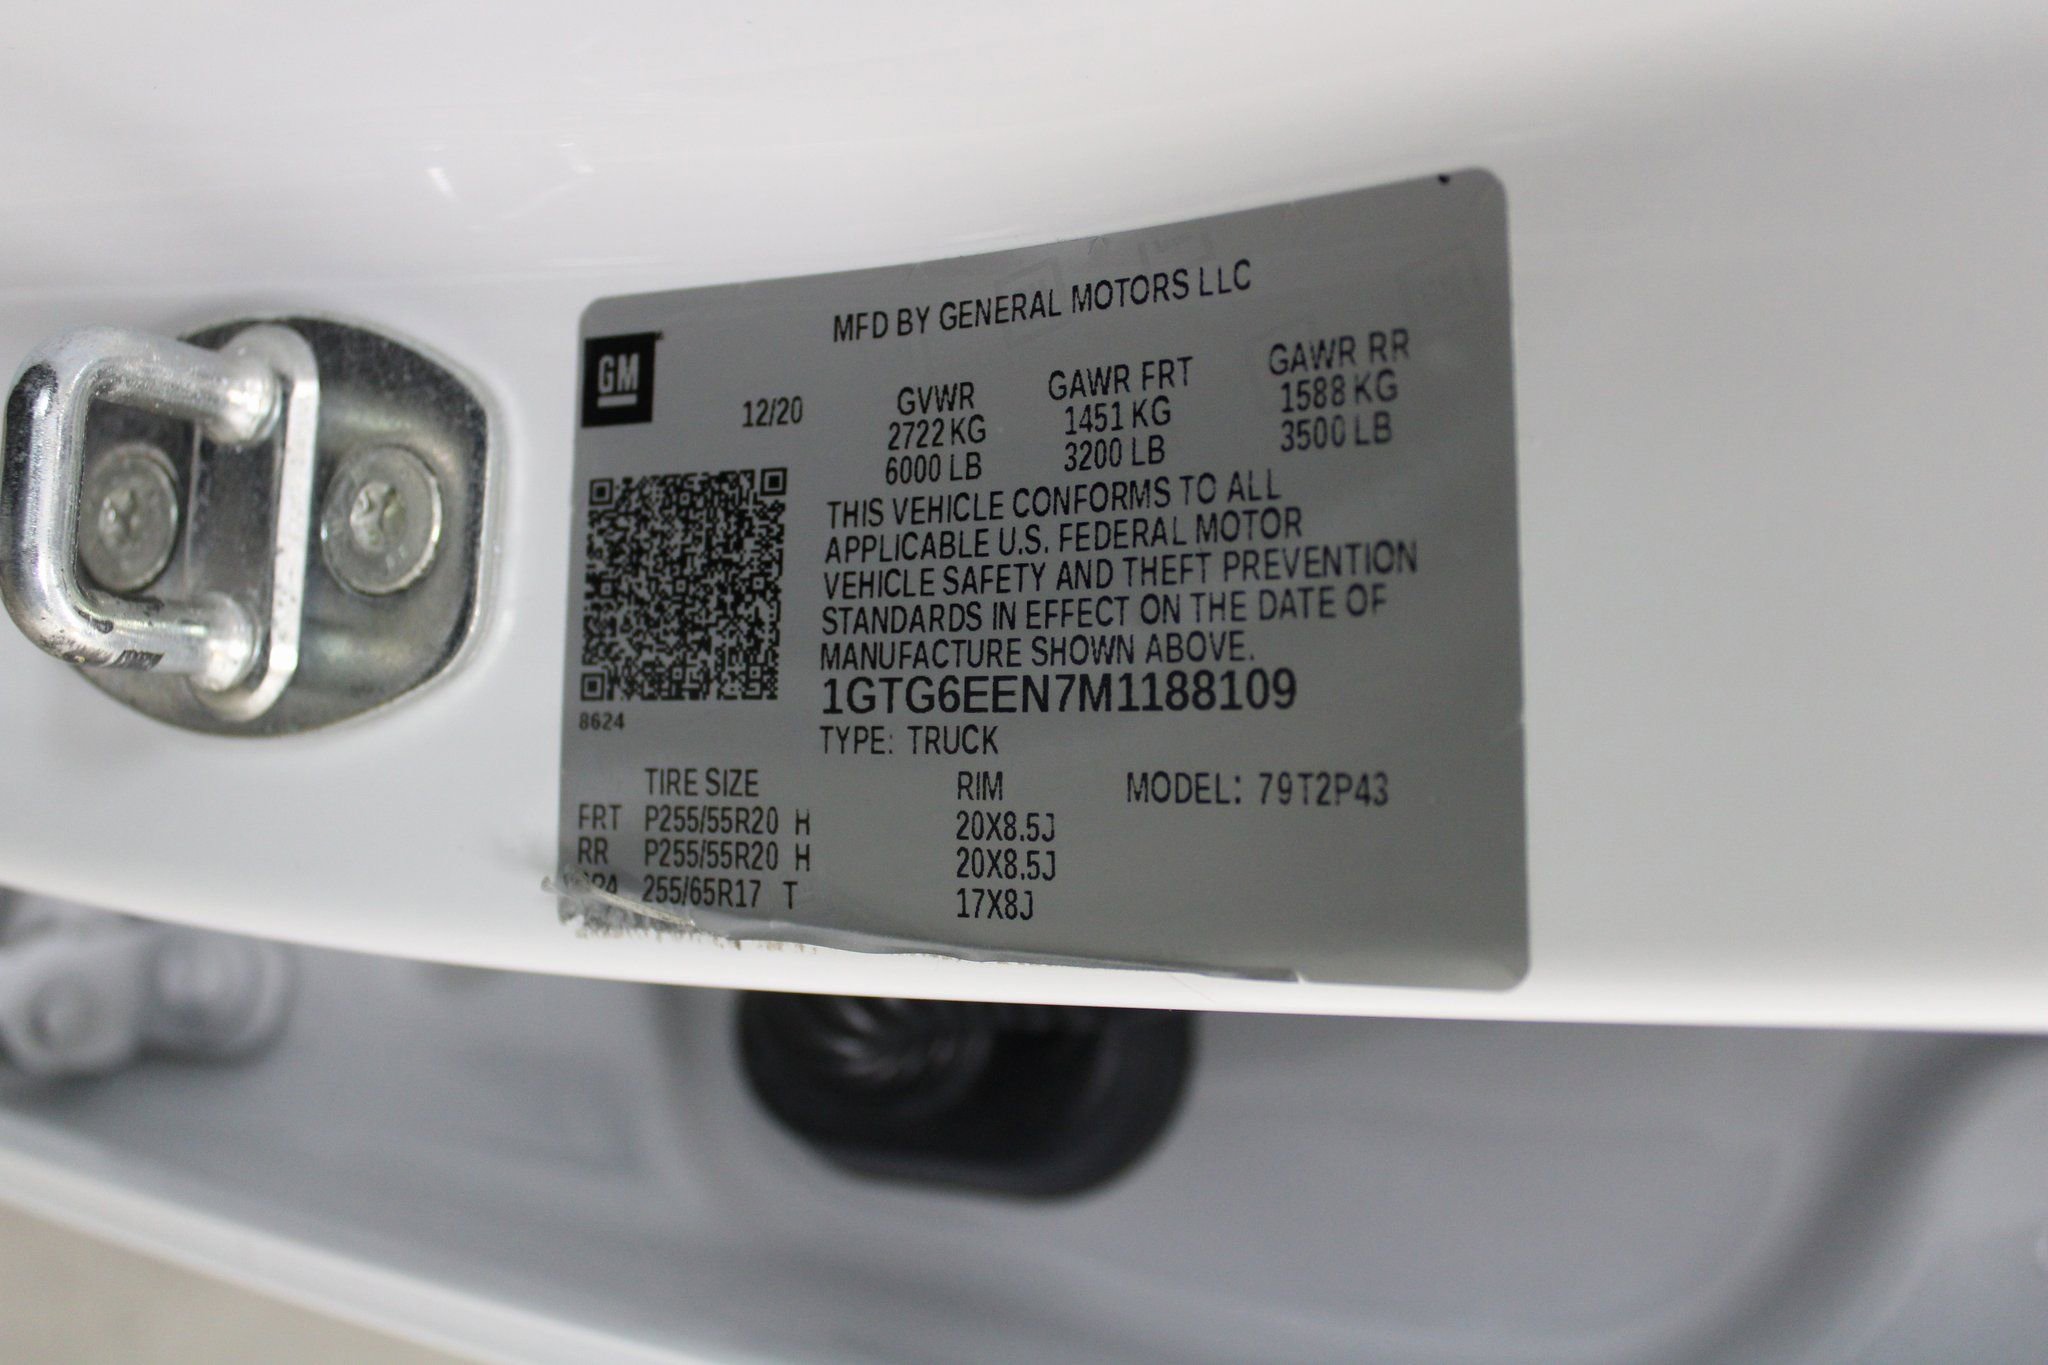 MFD BY GENERAL MOTORS LLC
GM
12/20 GVWR GAWR FRT GAWR RR
2722 KG 1451 KG 1588 KG
6000 LB 3200 LB 3500 LB
THIS VEHICLE CONFORMS TO ALL
APPLICABLE U.S. FEDERAL MOTOR
VEHICLE SAFETY AND THEFT PREVENTION
STANDARDS IN EFFECT ON THE DATE OF
MANUFACTURE SHOWN ABOVE.
1GTG6EEN7M1188109
8624
TYPE: TRUCK
TIRE SIZE RIM MODEL: 79T2P43
FRT P255/55R20 H 20X8.5J
RR P255/55R20 H 20X8.5J
255/65R17 T 17X8J